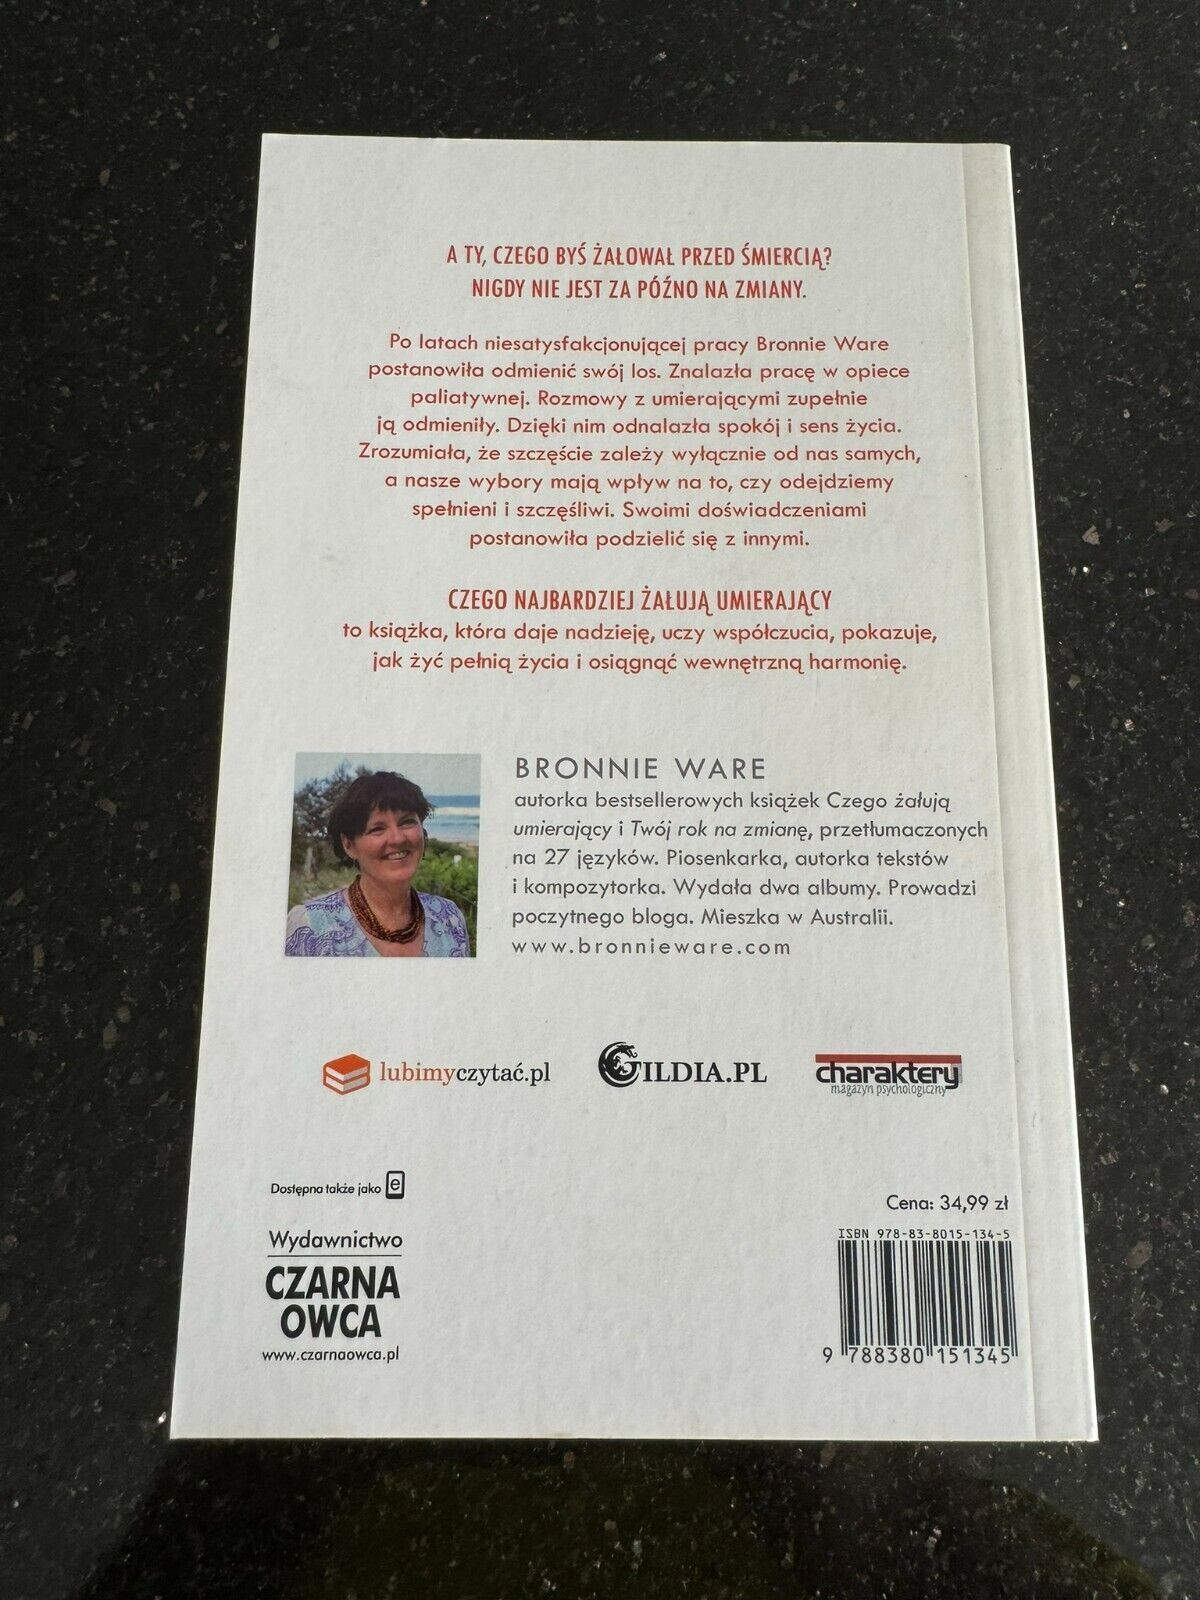 A TY, CZEGO BYŚ ŻAŁOWAŁ PRZED ŚMIERCIĄ?
NIGDY NIE JEST ZA PÓŹNO NA ZMIANY.
Po latach niesatysfakcjonującej pracy Bronnie Ware
postanowiła odmienić swój los. Znalazła pracę w opiece
paliatywnej. Rozmowy z umierającymi zupełnie
ją odmieniły. Dzięki nim odnalazła spokój i sens życia.
Zrozumiała, że szczęście zależy wyłącznie od nas samych,
a nasze wybory mają wpływ na to, czy odejdziemy
spełnieni i szczęśliwi. Swoimi doświadczeniami
postanowiła podzielić się z innymi.
CZEGO NAJBARDZIEJ ŻAŁUJĄ UMIERAJĄCY
to książka, która daje nadzieję, uczy współczucia, pokazuje,
jak żyć pełnią życia i osiągnąć wewnętrzną harmonię.
BRONNIE WARE
autorka bestsellerowych książek Czego żałują
umierający i Twój rok na zmianę, przetłumaczonych
na 27 języków. Piosenkarka, autorka tekstów
i kompozytorka. Wydała dwa albumy. Prowadzi
poczytnego bloga. Mieszka w Australii.
www.bronnieware.com
lubimyczytać.pl
GILDIA.PL
charaktery
magazyn psychologiczny
Dostępna także jako e
Wydawnictwo
CZARNA
OWCA
www.czarnaowca.pl
Cena: 34,99 zł
ISBN 978-83-8015-134-5
9 788380 151345